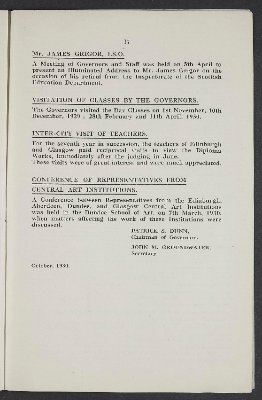 Mr. JAMES GRIGOR, I.S.O.
A Meeting of Governors and Staff was held on 5th April to
present an Illuminated Address to Mr. James Grigor on the
occasion of his retiral from the Inspectorate of the Scottish
Education Department.
VISITATION OF CLASSES BY THE GOVERNORS.
The Governors visited the Day Classes on 1st November, 10th
December, 1929; 28th February and 11th April, 1930.
INTER-CITY VISIT OF TEACHERS.
For the seventh year in succession, the teachers of Edinburgh
and Glasgow paid reciprocal visits to view the Diploma
Works, immediately after the judging in June.
These visits were of great interest and were much appreciated.
CONFERENCE OF REPRESENTATIVES FROM
CENTRAL ART INSTITUTIONS.
A Conference between Representatives from the Edinburgh,
Aberdeen, Dundee, and Glasgow Central Art Institutions
was held in the Dundee School of Art, on 7th March, 1930,
when matters affecting the work of these Institutions were
discussed.
PATRICK S. DUNN,
Chairman of Governors.
JOHN M. GROUNDWATER,
Secretary.
October, 1930.